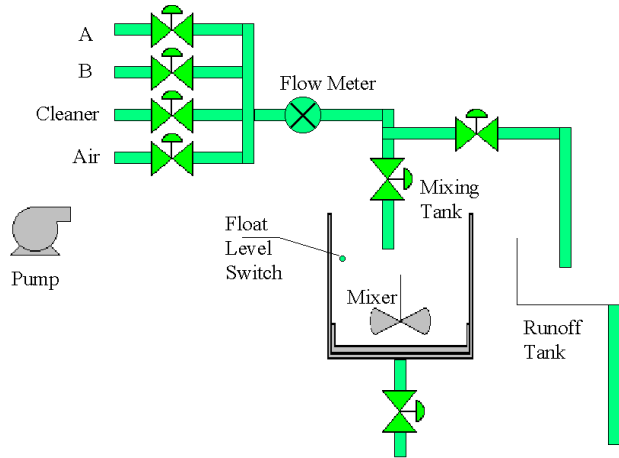 A
B
Flow Meter
Cleaner
Air
Mixing
Tank
Float
Level
Switch
Pump
Mixer
Runoff
Tank